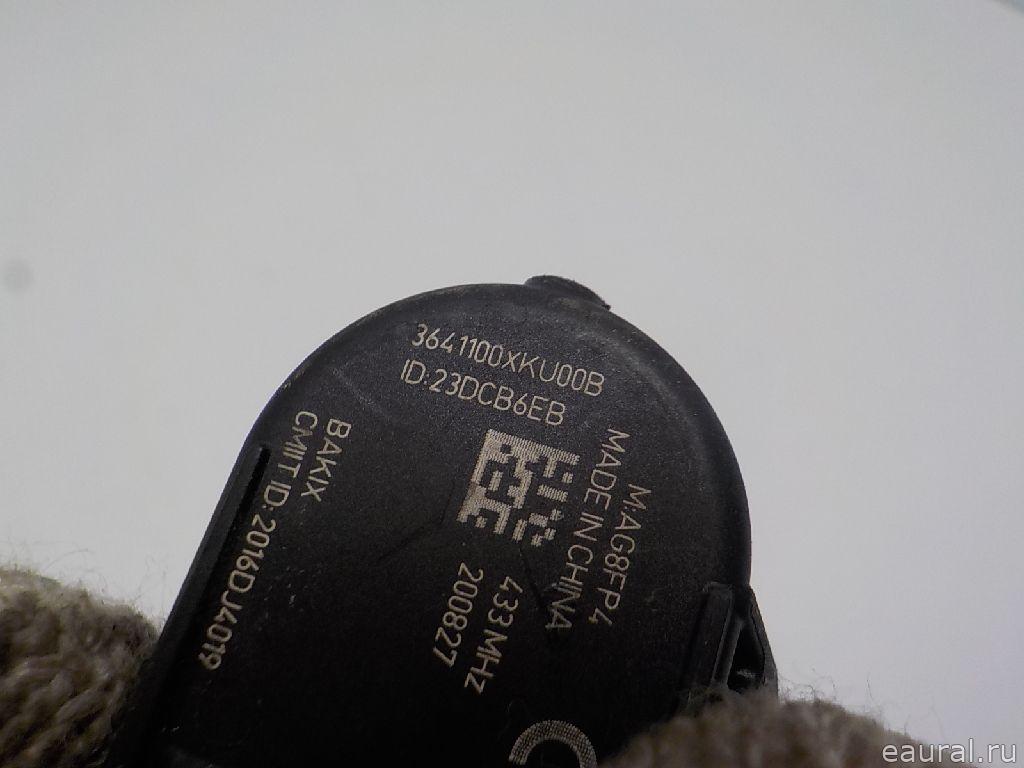 3641100XKU00B
ID:23DCB6EB
BAKIX
CMIIT ID:2016DJ4019
M.AG8FP4
MADE IN CHINA
433MHz
200827
eaural.ru